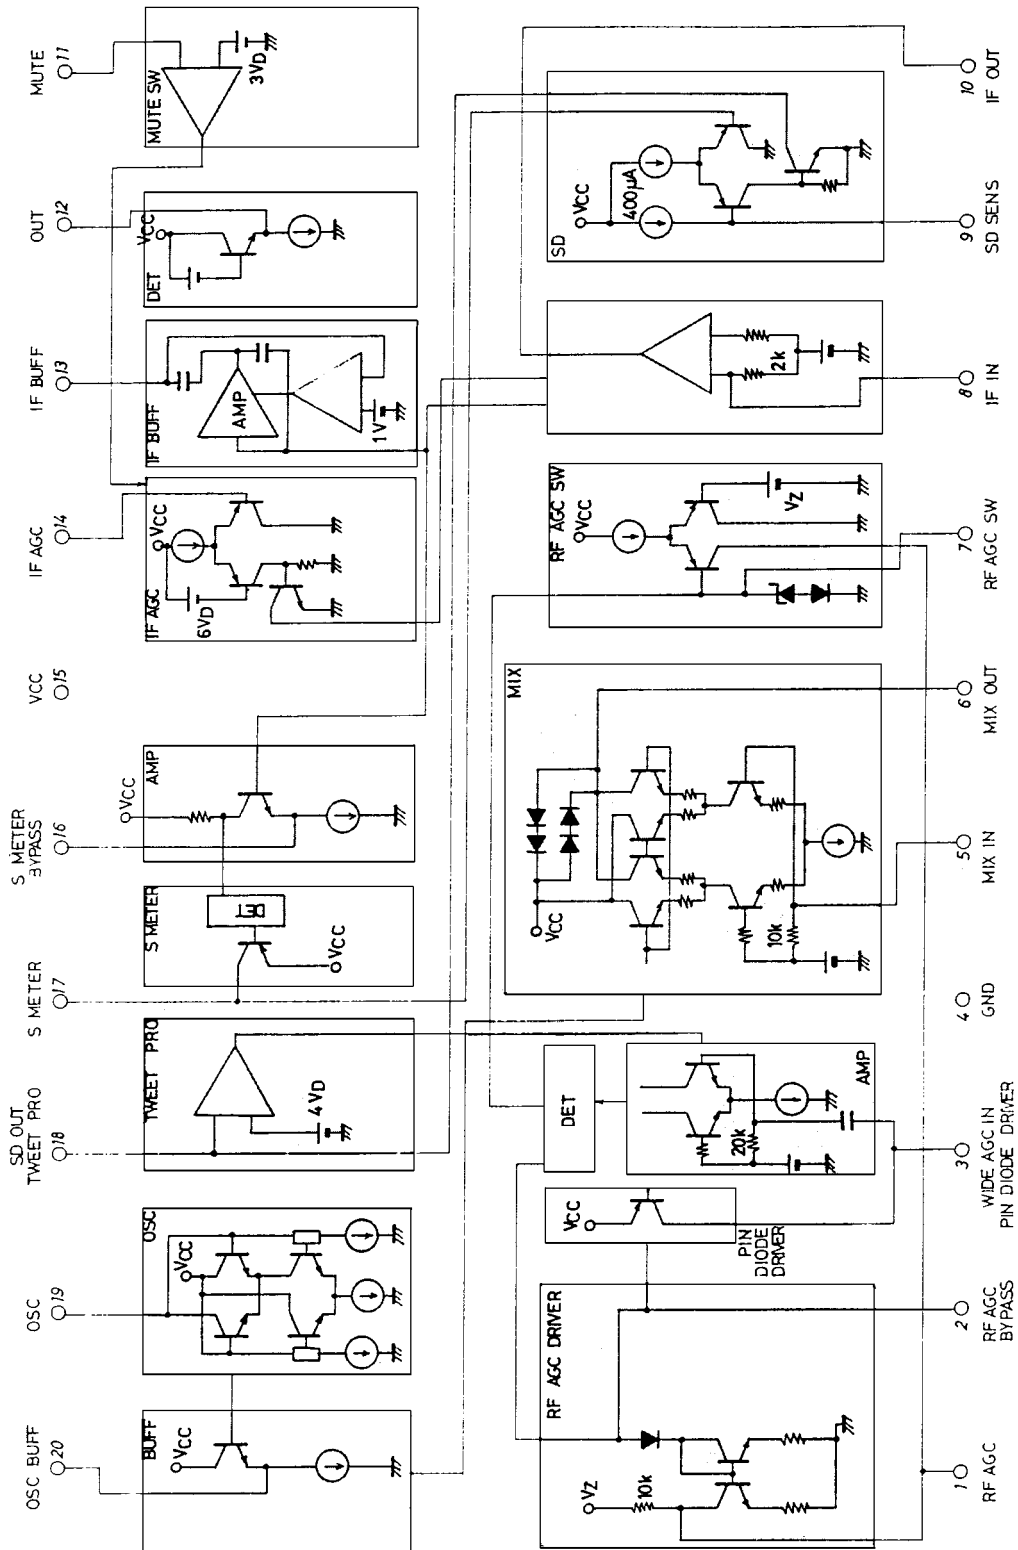 MUTE
11
MUTE SW
3VD
OUT
12
VCC
DET
IF BUFF
13
IF BUFF
AMP
1V
IF AGC
14
VCC
IF AGC
6VD
VCC
15
S METER
BYPASS
16
VCC
AMP
S METER
17
S METER
DET
VCC
SD OUT
TWEET PRO
18
TWEET PRO
4VD
OSC
19
OSC
VCC
OSC BUFF
20
BUFF
VCC
10
IF OUT
SD
VCC
400μA
9
SD SENS
2k
8
IF IN
RF AGC SW
VCC
VZ
7
RF AGC SW
MIX
VCC
10k
6
MIX OUT
5
MIX IN
4
GND
DET
AMP
20k
3
WIDE AGC IN
PIN DIODE DRIVER
VCC
PIN
DIODE
DRIVER
RF AGC DRIVER
VZ
10k
2
RF AGC
BYPASS
1
RF AGC